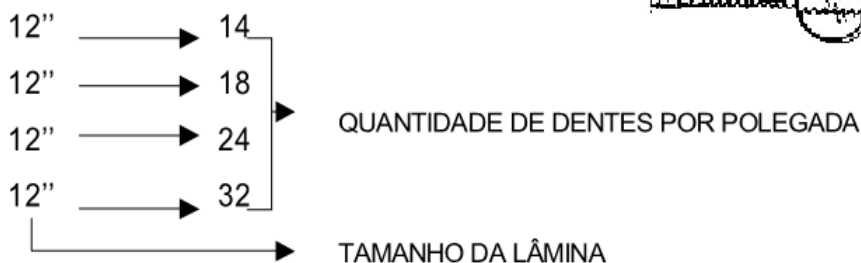 12’’ 14
12’’ 18
QUANTIDADE DE DENTES POR POLEGADA
12’’ 24
12’’ 32
TAMANHO DA LÂMINA